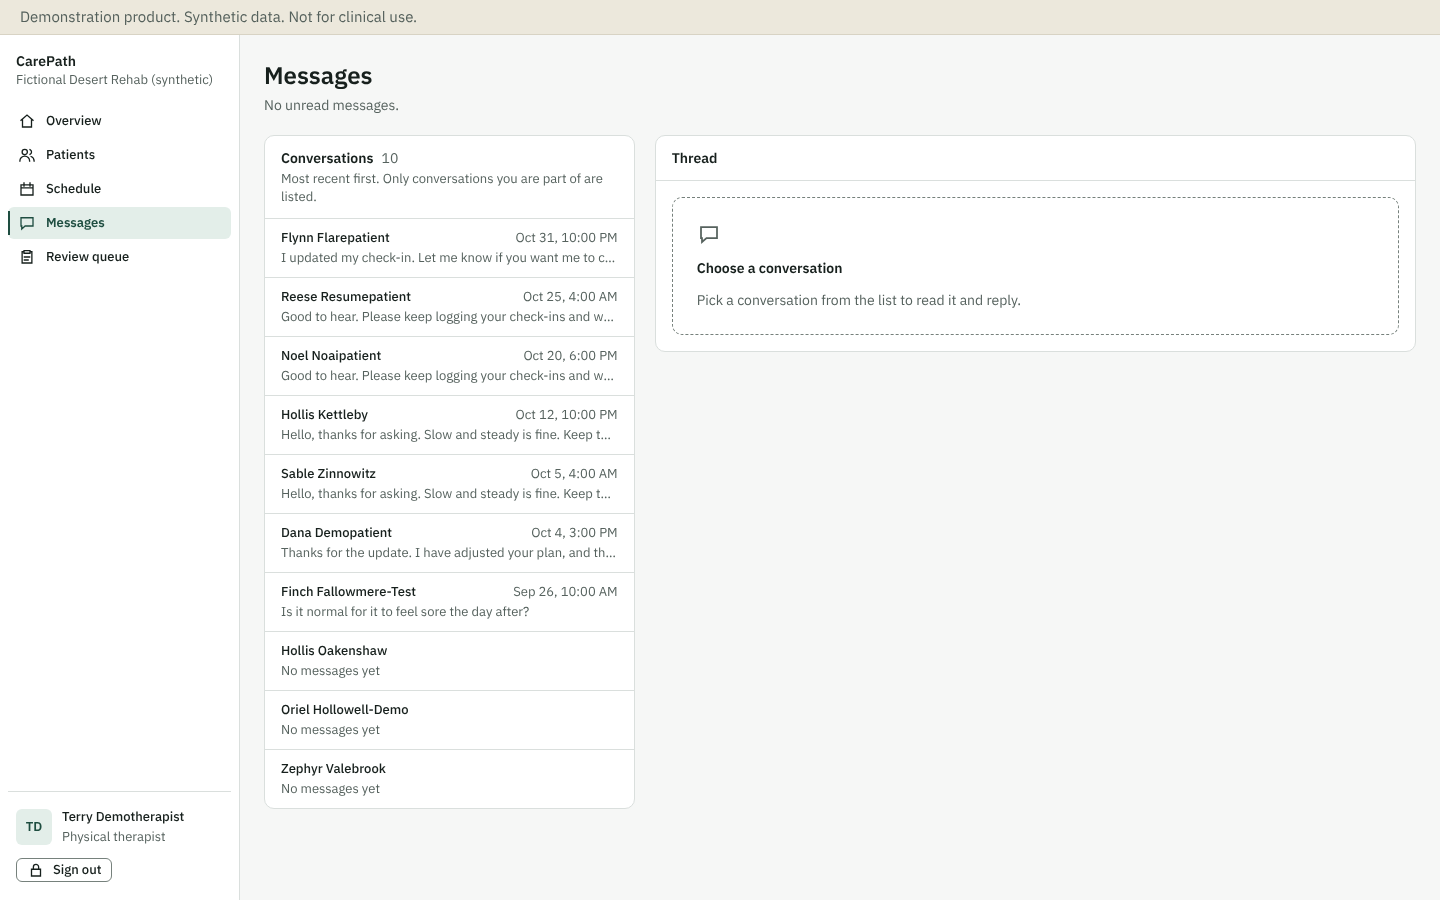 Demonstration product. Synthetic data. Not for clinical use.
CarePath
Fictional Desert Rehab (synthetic)
Overview
Patients
Schedule
Messages
Review queue
Terry Demotherapist
TD
Physical therapist
Sign out
Messages
No unread messages.
Conversations 10
Most recent first. Only conversations you are part of are
listed.
Flynn Flarepatient Oct 31, 10:00 PM
I updated my check-in. Let me know if you want me to c...
Reese Resumepatient Oct 25, 4:00 AM
Good to hear. Please keep logging your check-ins and w...
Noel Noaipatient Oct 20, 6:00 PM
Good to hear. Please keep logging your check-ins and w...
Hollis Kettleby Oct 12, 10:00 PM
Hello, thanks for asking. Slow and steady is fine. Keep t...
Sable Zinnowitz Oct 5, 4:00 AM
Hello, thanks for asking. Slow and steady is fine. Keep t...
Dana Demopatient Oct 4, 3:00 PM
Thanks for the update. I have adjusted your plan, and th...
Finch Fallowmere-Test Sep 26, 10:00 AM
Is it normal for it to feel sore the day after?
Hollis Oakenshaw
No messages yet
Oriel Hollowell-Demo
No messages yet
Zephyr Valebrook
No messages yet
Thread
Choose a conversation
Pick a conversation from the list to read it and reply.